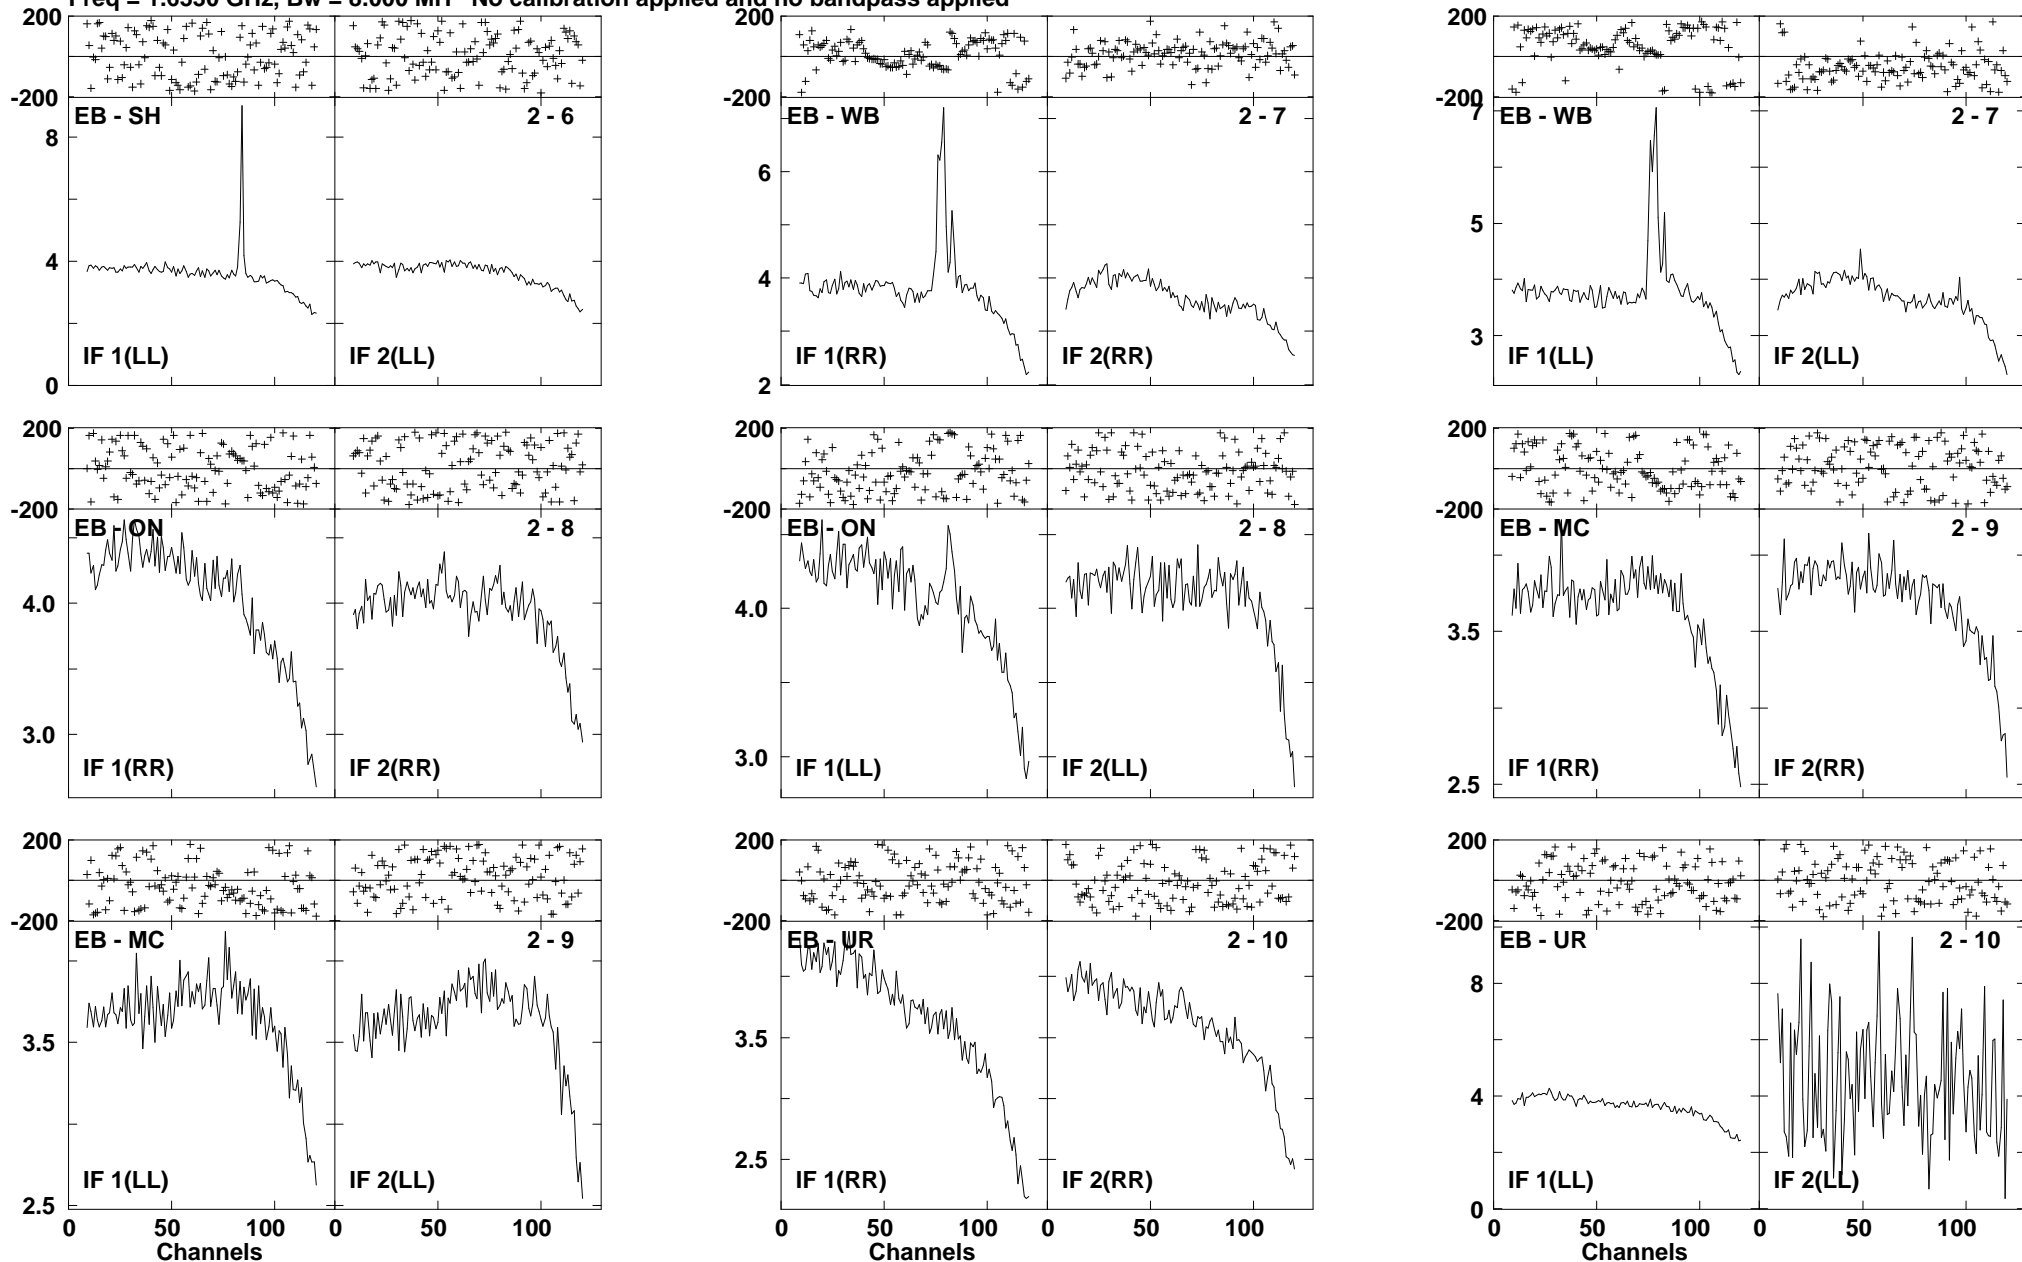 Freq = 1.6350 GHz, Bw = 8.000 MH No calibration applied and no bandpass applied
200
-200
EB - SH 2 - 6
8
4
0
IF 1(LL) IF 2(LL)
200
-200
EB - WB 2 - 7
6
4
2
IF 1(RR) IF 2(RR)
200
-200
7
EB - WB 2 - 7
5
3
IF 1(LL) IF 2(LL)
200
-200
EB - ON 2 - 8
4.0
3.0
IF 1(RR) IF 2(RR)
200
-200
EB - ON 2 - 8
4.0
3.0
IF 1(LL) IF 2(LL)
200
-200
EB - MC 2 - 9
3.5
2.5
IF 1(RR) IF 2(RR)
200
-200
EB - MC 2 - 9
3.5
2.5
IF 1(LL) IF 2(LL)
0 50 100 0 50 100
Channels
200
-200
EB - UR 2 - 10
3.5
2.5
IF 1(RR) IF 2(RR)
0 50 100 0 50 100
Channels
200
-200
EB - UR 2 - 10
8
4
0
IF 1(LL) IF 2(LL)
0 50 100 0 50 100
Channels